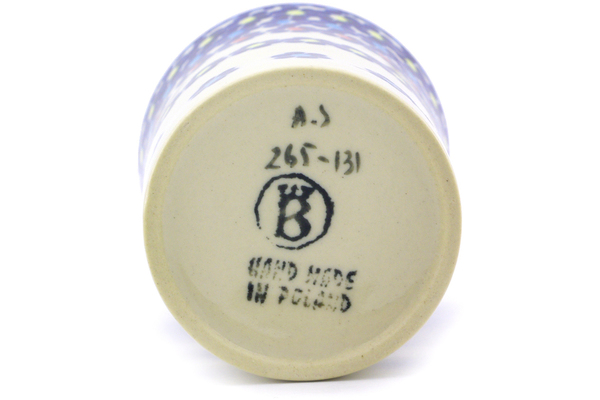 A.S
265-131
B
HAND MADE
IN POLAND